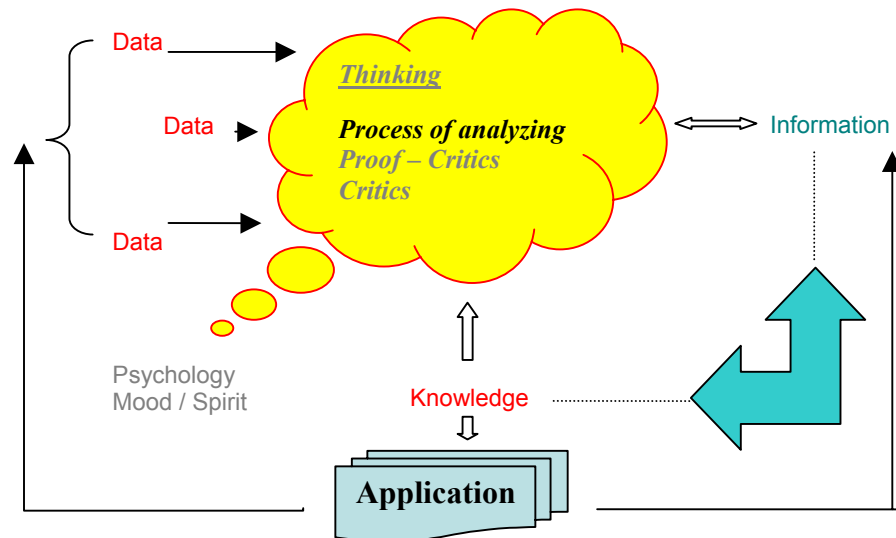 Data
Thinking
Data
Process of analyzing
Information
Proof – Critics
Critics
Data
Psychology
Mood / Spirit
Knowledge
Application